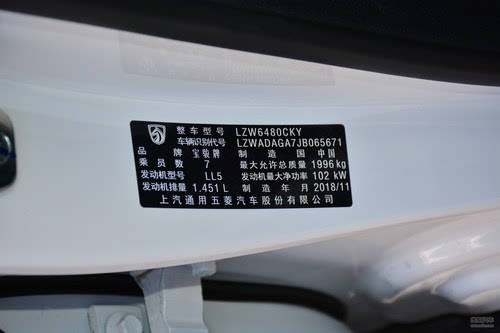 整车型号 LZW6480CKY
车辆识别代号 LZWADAGA7JB065671
品牌 宝骏牌 制造国 中国
乘员数 7 最大允许总质量 1996 kg
发动机型号 LL5 发动机最大净功率 102 kW
发动机排量 1.451 L 制造年月 2018/11
上汽通用五菱汽车股份有限公司